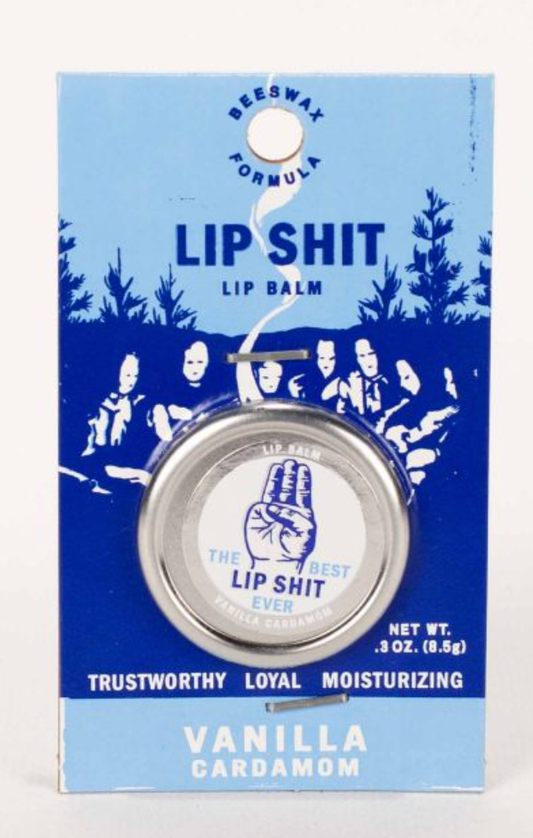 BEESWAX
FORMULA
LIP SHIT
LIP BALM
LIP BALM
THE BEST
LIP SHIT
EVER
VANILLA CARDAMOM
NET WT.
.3 OZ. (8.5g)
TRUSTWORTHY LOYAL MOISTURIZING
VANILLA
CARDAMOM